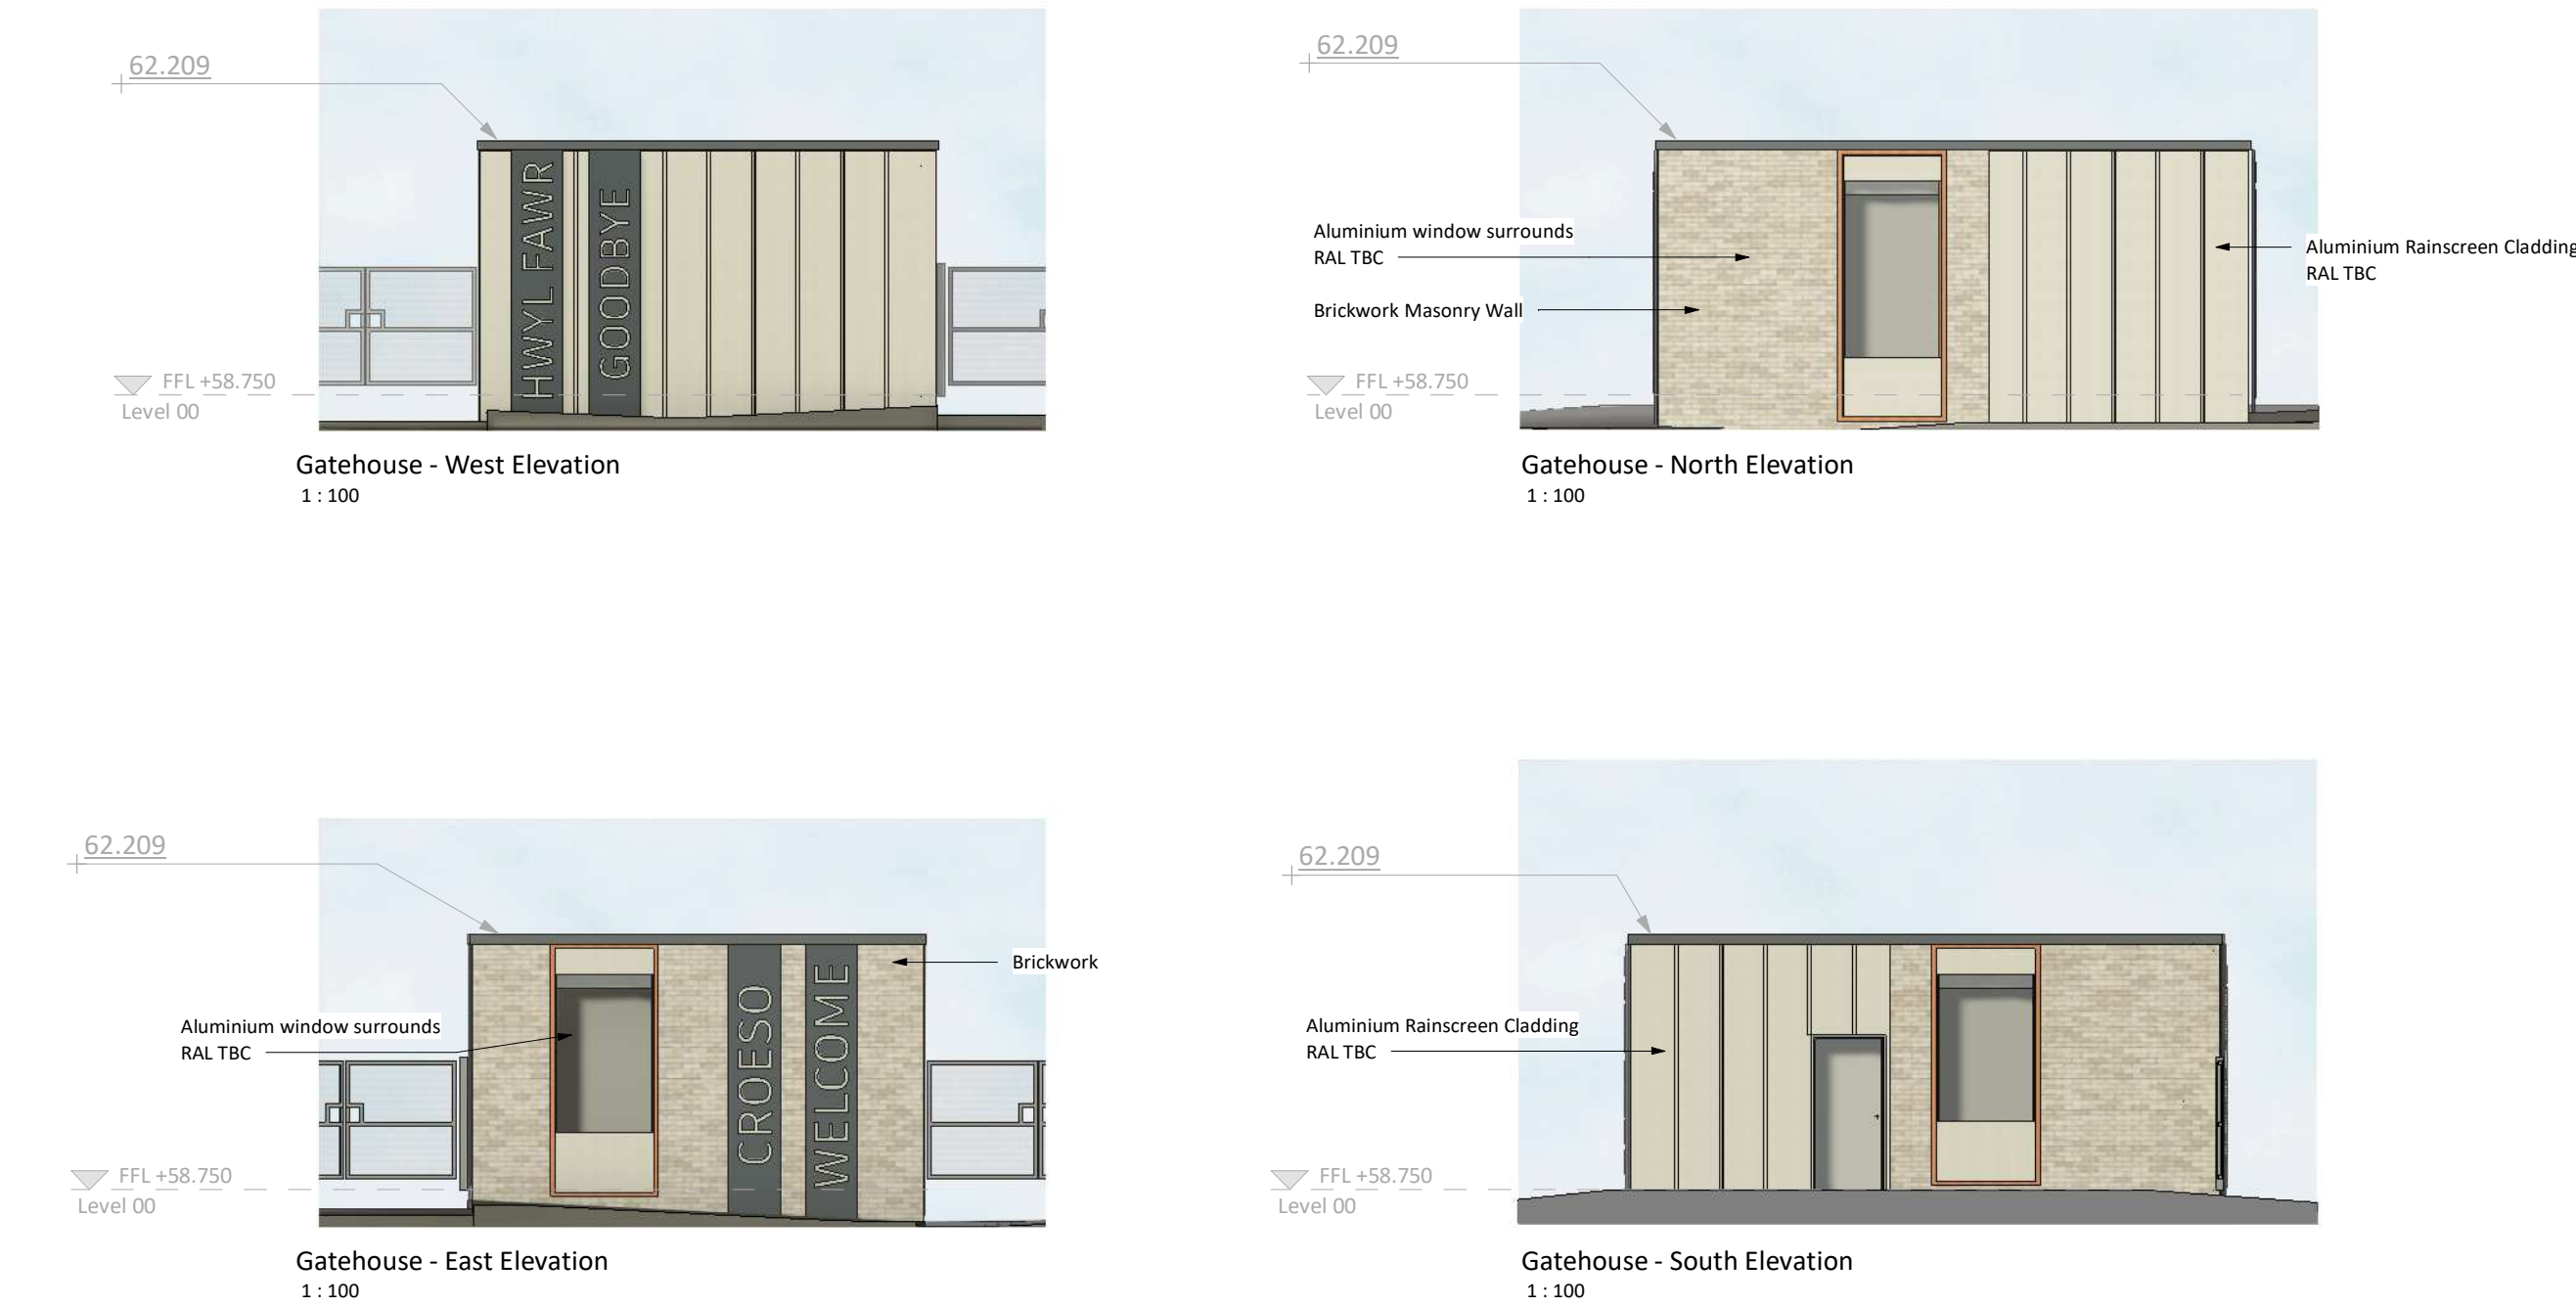 62.209
HWYL FAWR
GOODBYE
FFL +58.750
Level 00
Gatehouse - West Elevation
1 : 100
62.209
Aluminium window surrounds
RAL TBC
Brickwork Masonry Wall
Aluminium Rainscreen Cladding
RAL TBC
FFL +58.750
Level 00
Gatehouse - North Elevation
1 : 100
62.209
Brickwork
CROESO
WELCOME
Aluminium window surrounds
RAL TBC
FFL +58.750
Level 00
Gatehouse - East Elevation
1 : 100
62.209
Aluminium Rainscreen Cladding
RAL TBC
FFL +58.750
Level 00
Gatehouse - South Elevation
1 : 100